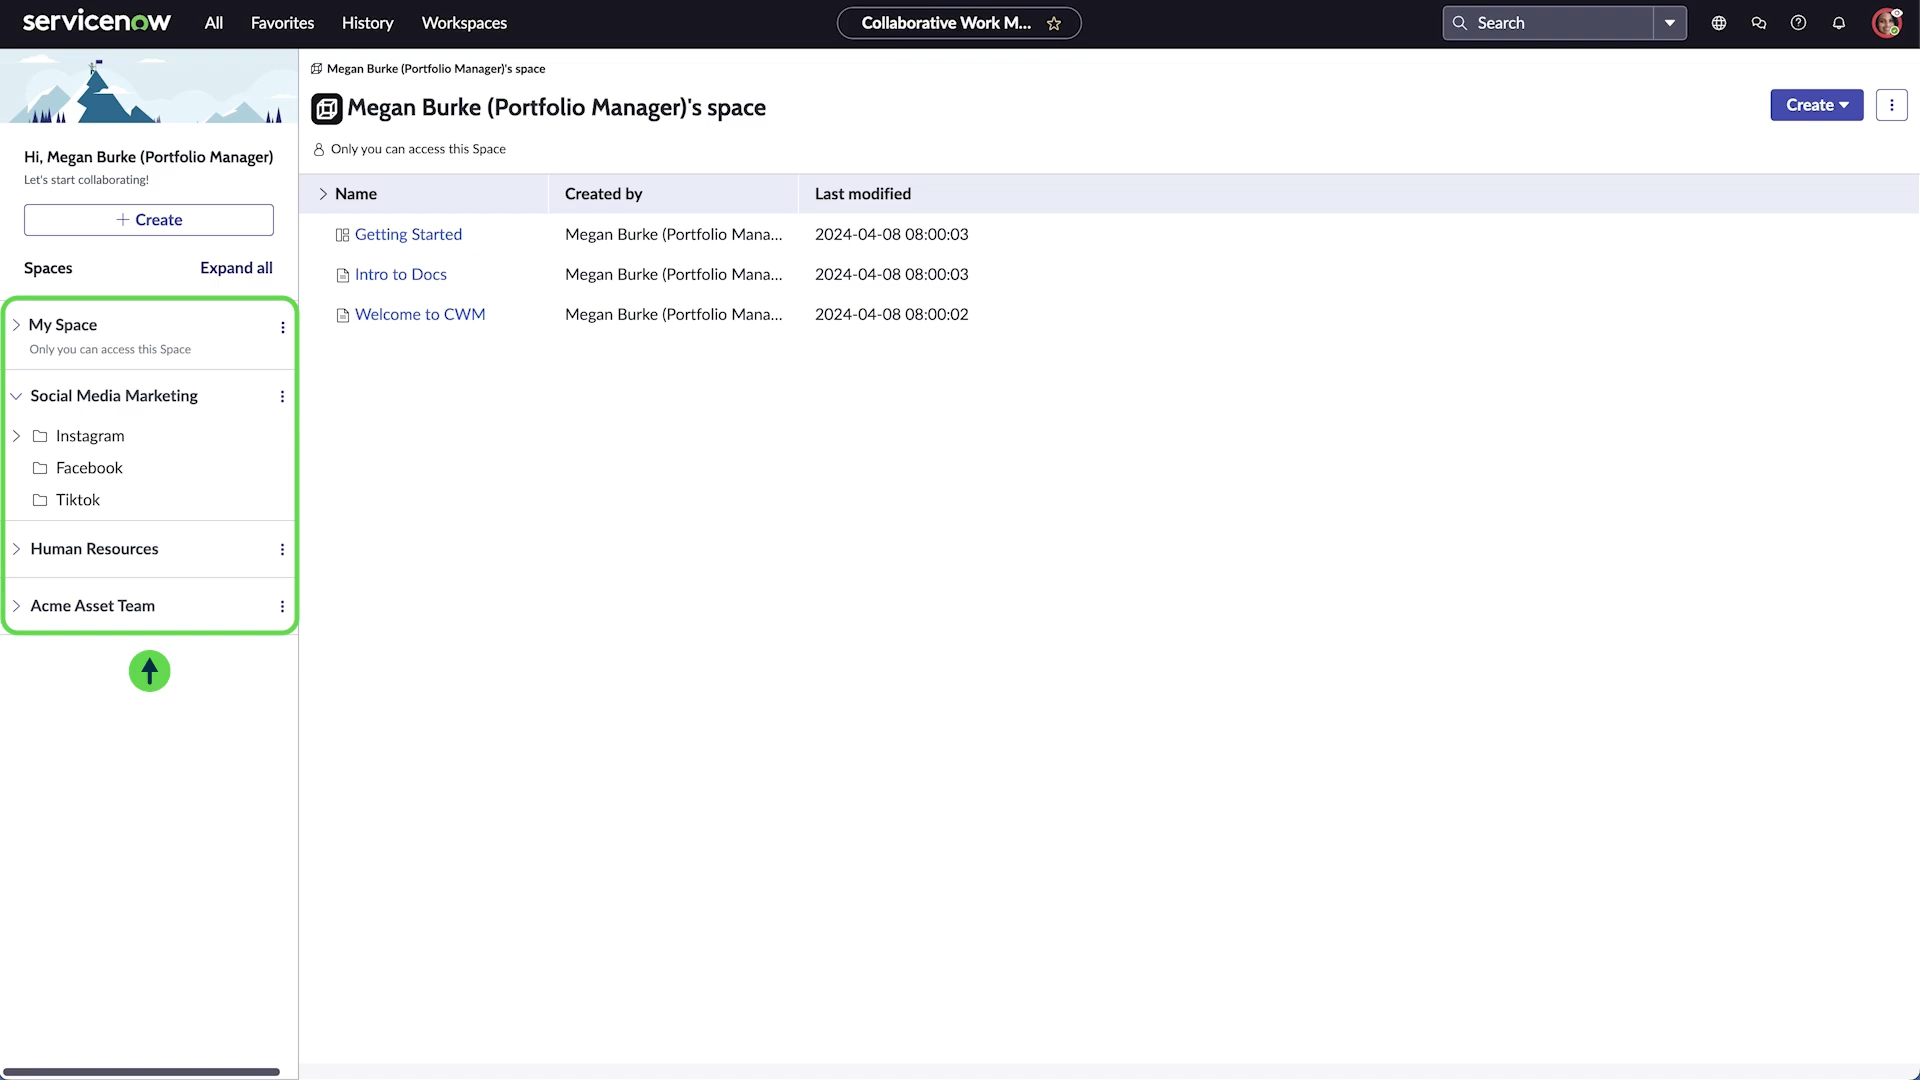 servicenow All Favorites History Workspaces Collaborative Work M... Search
Megan Burke (Portfolio Manager)'s space
Megan Burke (Portfolio Manager)'s space Create
Only you can access this Space
Hi, Megan Burke (Portfolio Manager)
Let's start collaborating!
+ Create
Spaces Expand all
My Space
Only you can access this Space
Social Media Marketing
Instagram
Facebook
Tiktok
Human Resources
Acme Asset Team
Name Created by Last modified
Getting Started Megan Burke (Portfolio Mana... 2024-04-08 08:00:03
Intro to Docs Megan Burke (Portfolio Mana... 2024-04-08 08:00:03
Welcome to CWM Megan Burke (Portfolio Mana... 2024-04-08 08:00:02